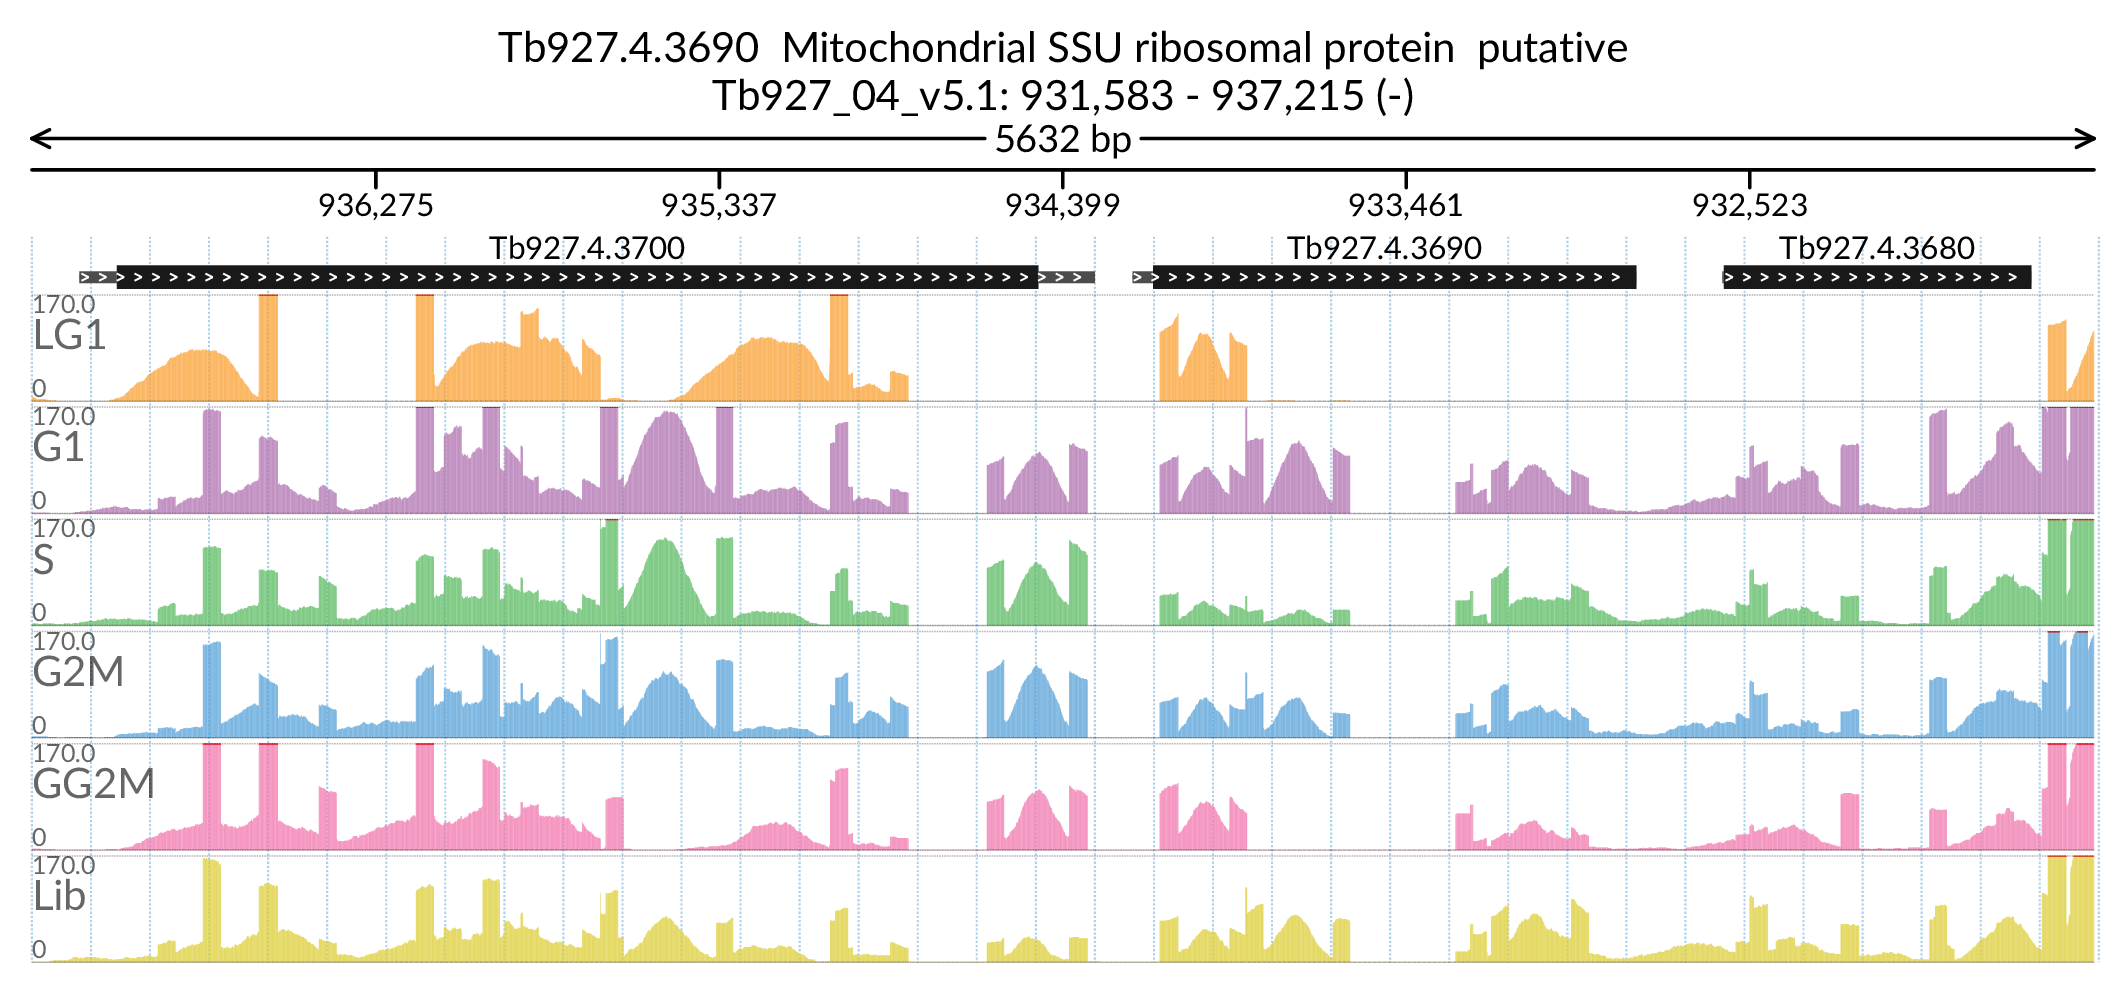 Tb927.4.3690  Mitochondrial SSU ribosomal protein  putative
Tb927_04_v5.1: 931,583 - 937,215 (-)
5632 bp
936,275 935,337 934,399 933,461 932,523
Tb927.4.3700 Tb927.4.3690 Tb927.4.3680
170.0
LG1
0
170.0
G1
0
170.0
S
0
170.0
G2M
0
170.0
GG2M
0
170.0
Lib
0